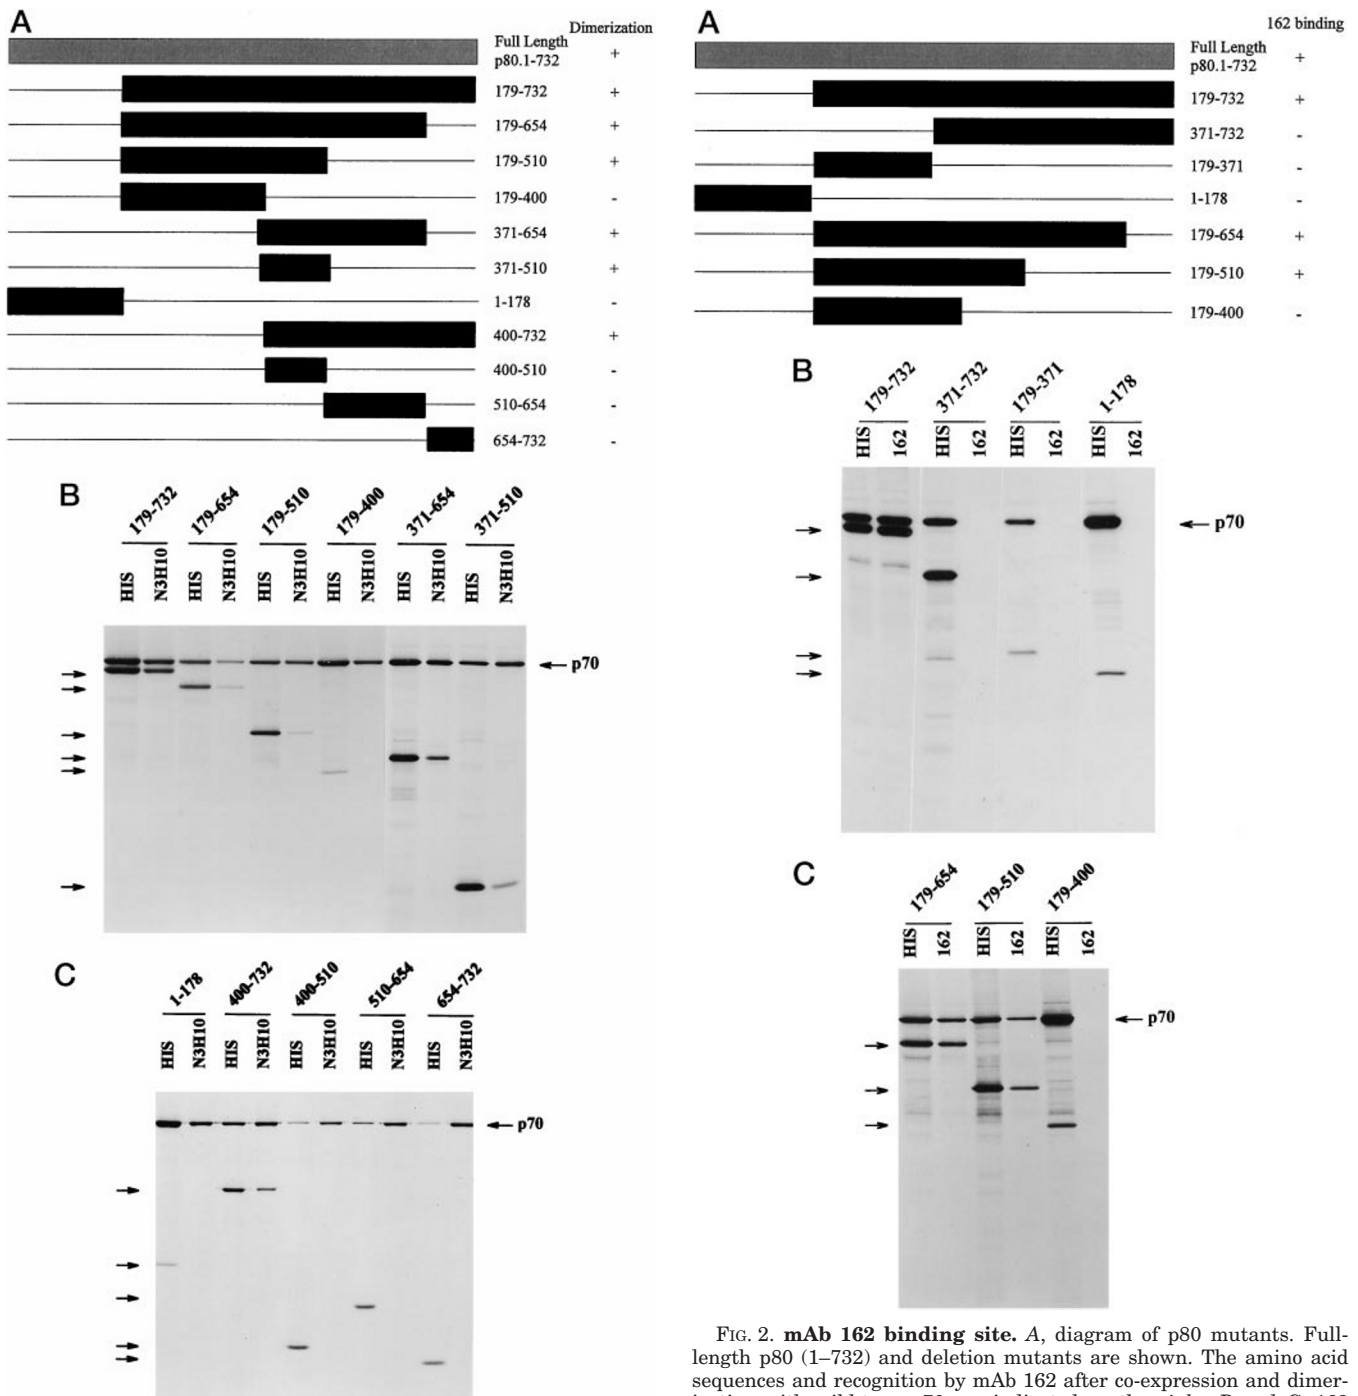 A
Dimerization
Full Length
p80.1-732 +
179-732 +
179-654 +
179-510 +
179-400 -
371-654 +
371-510 +
1-178 -
400-732 +
400-510 -
510-654 -
654-732 -
B
179-732 179-654 179-510 179-400 371-654 371-510
HIS N3H10 HIS N3H10 HIS N3H10 HIS N3H10 HIS N3H10 HIS N3H10
p70
C
1-178 400-732 400-510 510-654 654-732
HIS N3H10 HIS N3H10 HIS N3H10 HIS N3H10 HIS N3H10
p70
A
162 binding
Full Length
p80.1-732 +
179-732 +
371-732 -
179-371 -
1-178 -
179-654 +
179-510 +
179-400 -
B
179-732 371-732 179-371 1-178
HIS 162 HIS 162 HIS 162 HIS 162
p70
C
179-654 179-510 179-400
HIS 162 HIS 162 HIS 162
p70
FIG. 2. mAb 162 binding site. A, diagram of p80 mutants. Full-
length p80 (1–732) and deletion mutants are shown. The amino acid
sequences and recognition by mAb 162 after co-expression and dimer-